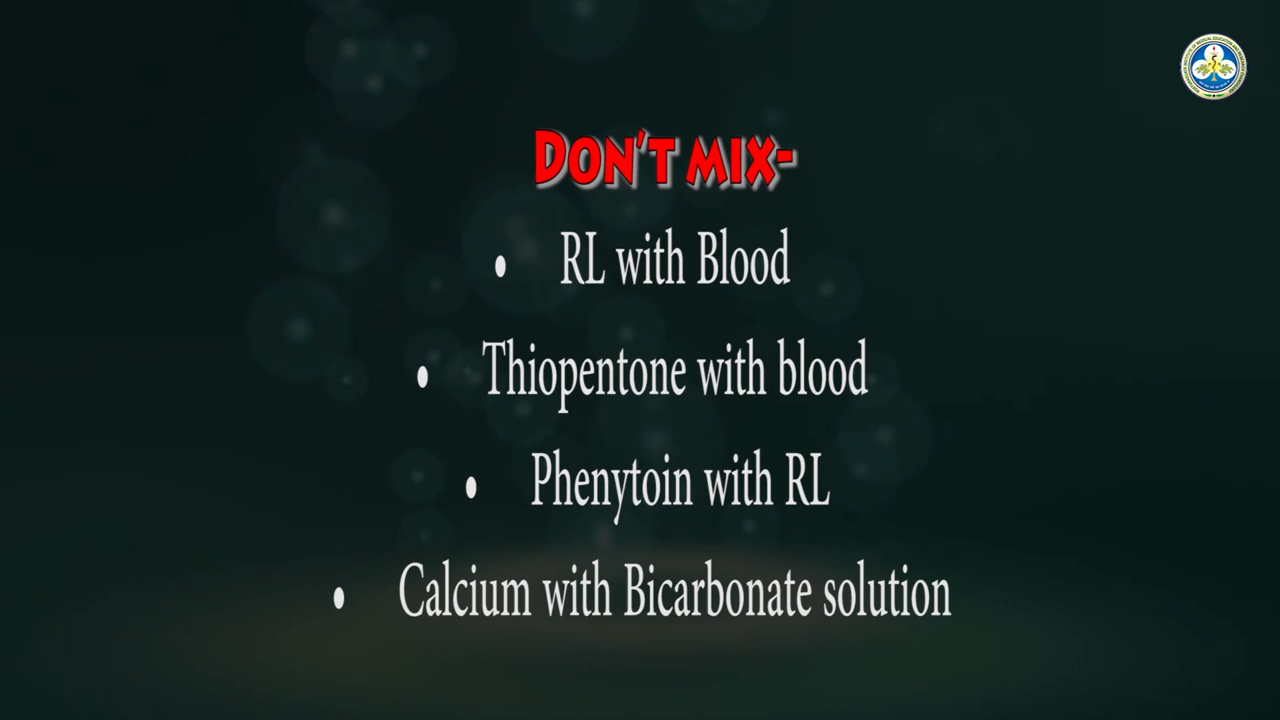 Don't mix-
• RL with Blood
• Thiopentone with blood
• Phenytoin with RL
• Calcium with Bicarbonate solution